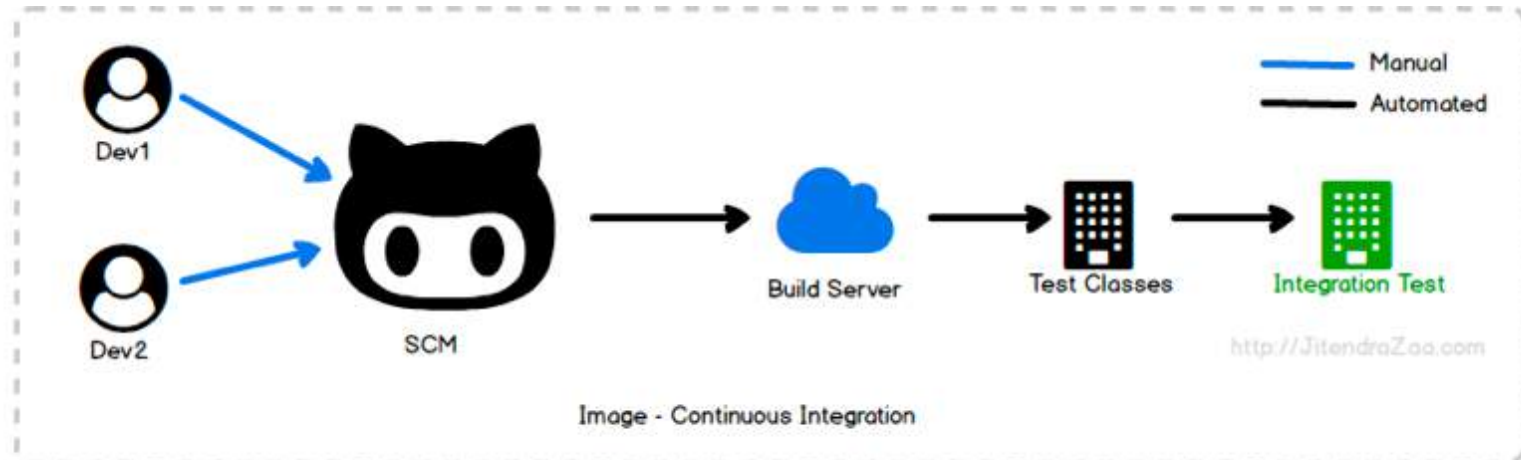 Manual
Automated
Dev1
Dev2
SCM
Build Server
Test Classes
Integration Test
http://JitendraZaa.com
Image - Continuous Integration